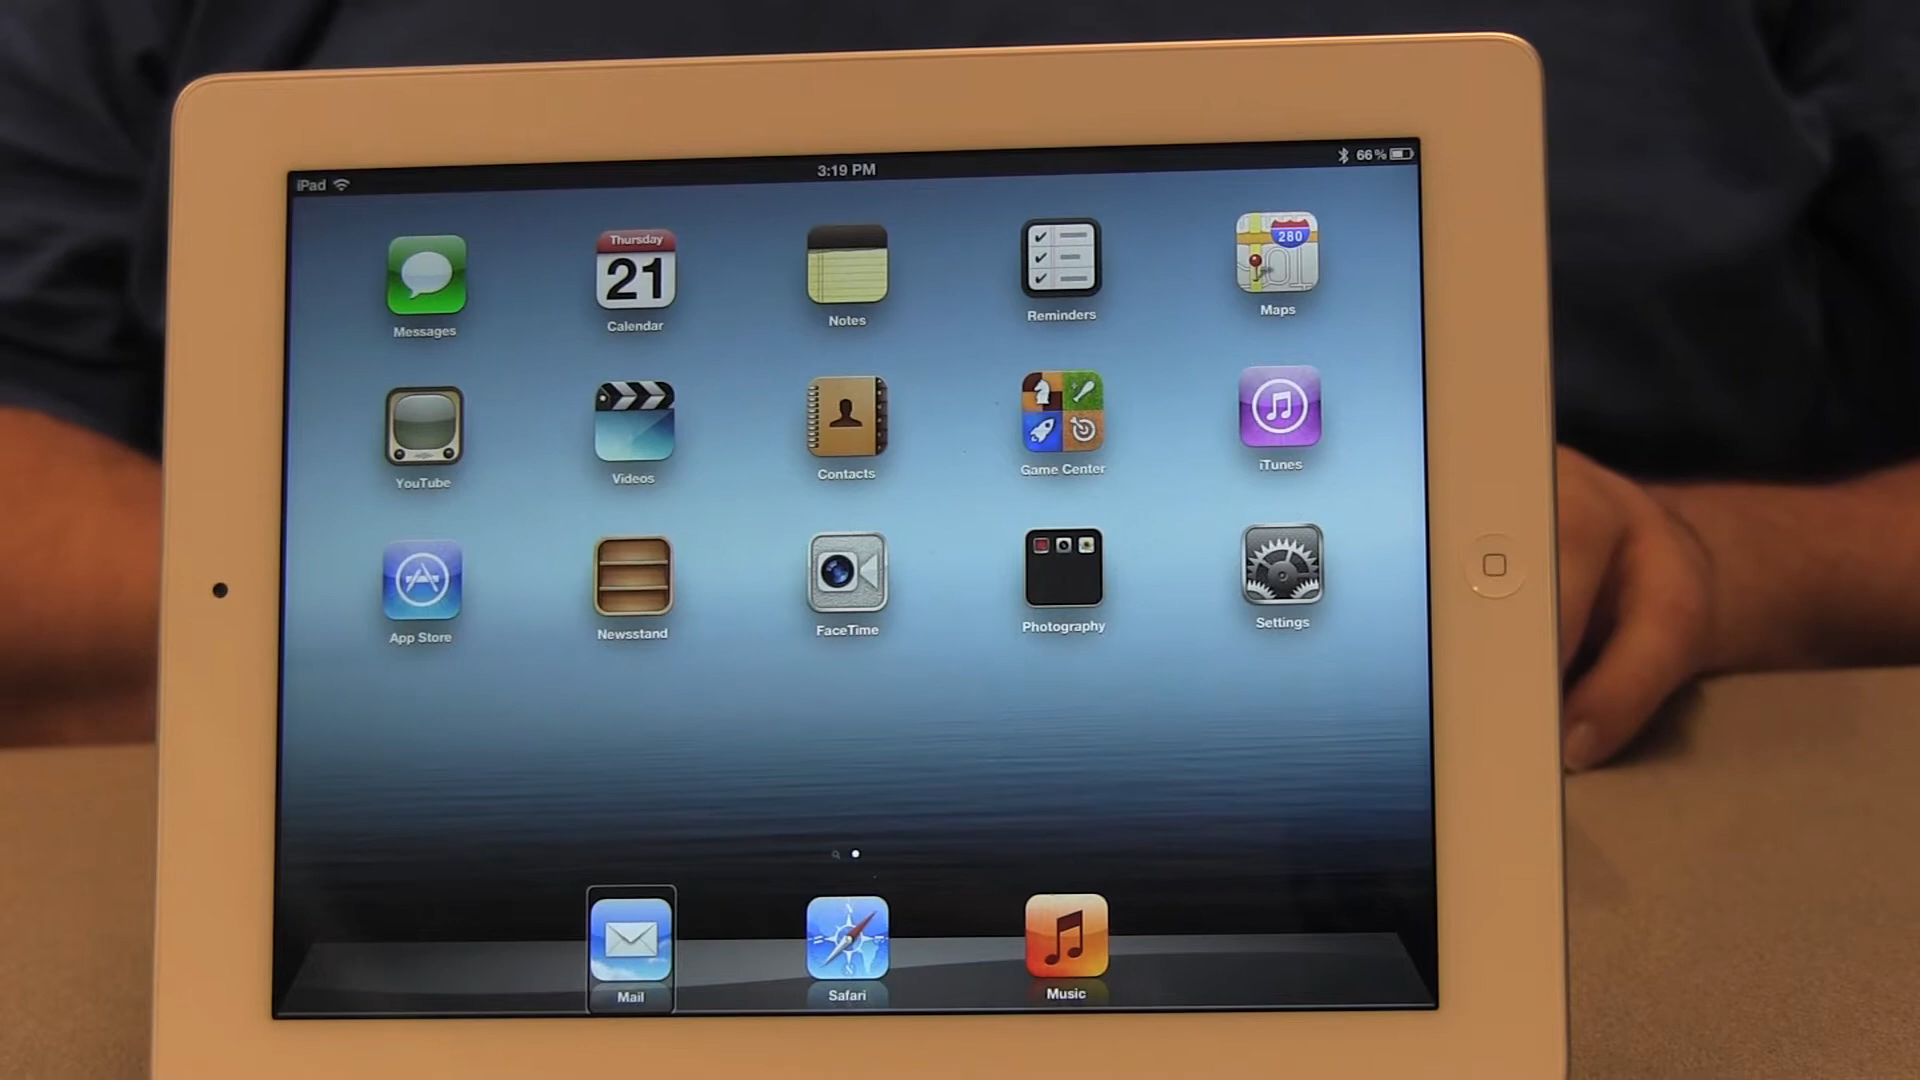 iPad
3:19 PM
66%
Thursday
21
280
Messages
Calendar
Notes
Reminders
Maps
YouTube
Videos
Contacts
Game Center
iTunes
App Store
Newsstand
FaceTime
Photography
Settings
Mail
Safari
Music